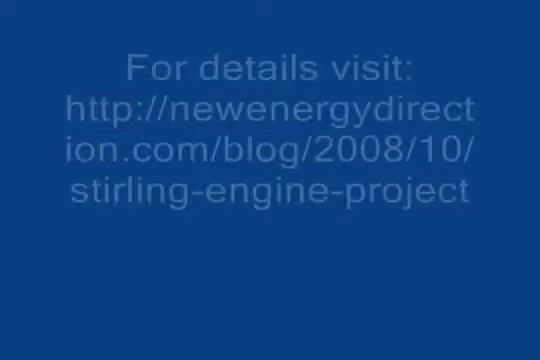 For details visit:
http://newenergydirect
ion.com/blog/2008/10/
stirling-engine-project